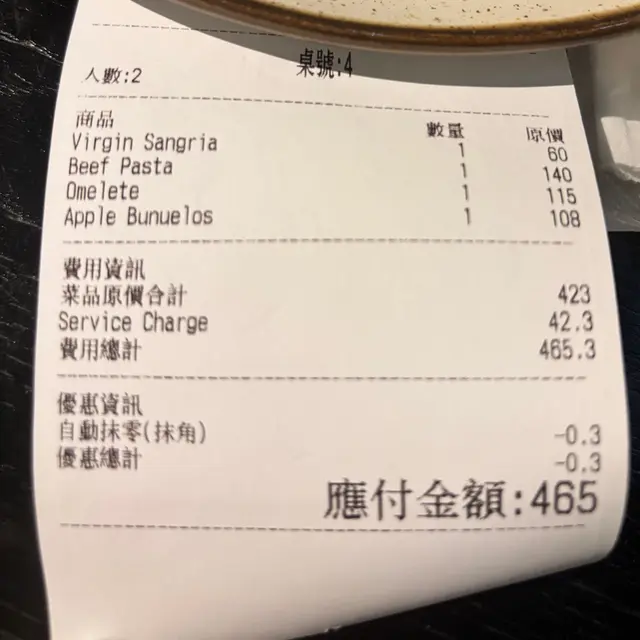 人數:2 桌號:4
商品 數量 原價
Virgin Sangria 1 60
Beef Pasta 1 140
Omelete 1 115
Apple Bunuelos 1 108
費用資訊
菜品原價合計 423
Service Charge 42.3
費用總計 465.3
優惠資訊
自動抹零(抹角) -0.3
優惠總計 -0.3
應付金額:465